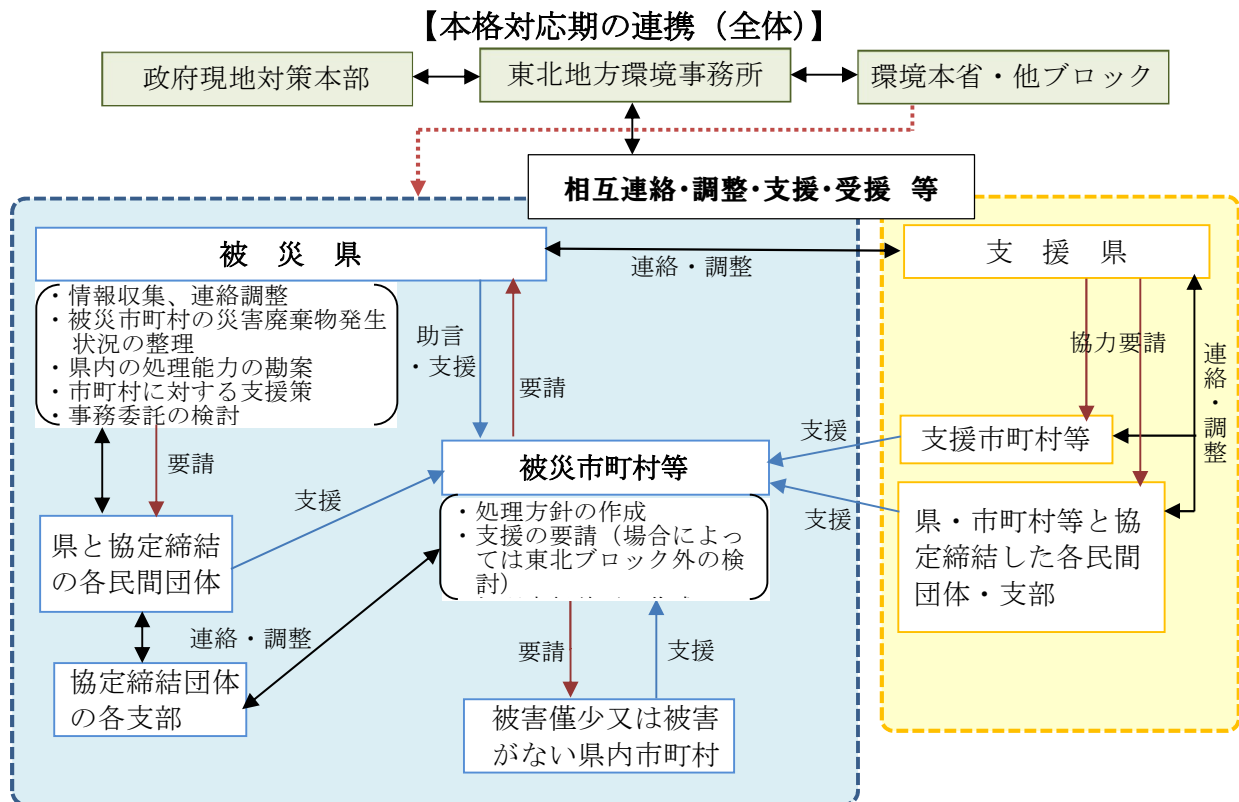 【本格対応期の連携（全体）】
政府現地対策本部
東北地方環境事務所
環境本省・他ブロック
相互連絡・調整・支援・受援 等
被 災 県
連絡・調整
支 援 県
・情報収集、連絡調整
・被災市町村の災害廃棄物発生
状況の整理
・県内の処理能力の勘案
・市町村に対する支援策
・事務委託の検討
助言
・支援
要請
協力要請
連絡・調整
要請
支援
被災市町村等
支援
支援市町村等
・処理方針の作成
・支援の要請（場合によっ
ては東北ブロック外の検
討）
支援
県・市町村等と協
定締結した各民間
団体・支部
県と協定締結
の各民間団体
連絡・調整
要請
支援
協定締結団体
の各支部
被害僅少又は被害
がない県内市町村